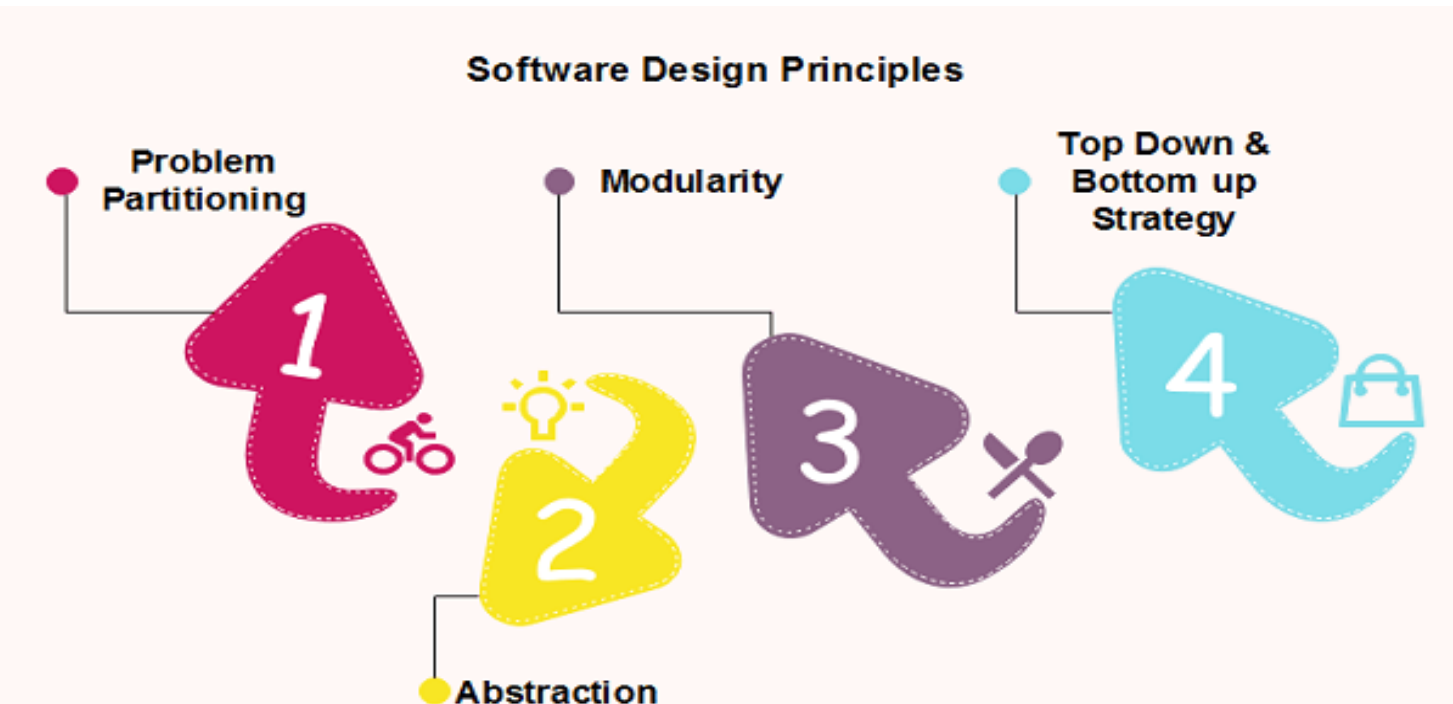 Software Design Principles
Problem
Partitioning
1
2
Abstraction
Modularity
3
Top Down &
Bottom up
Strategy
4